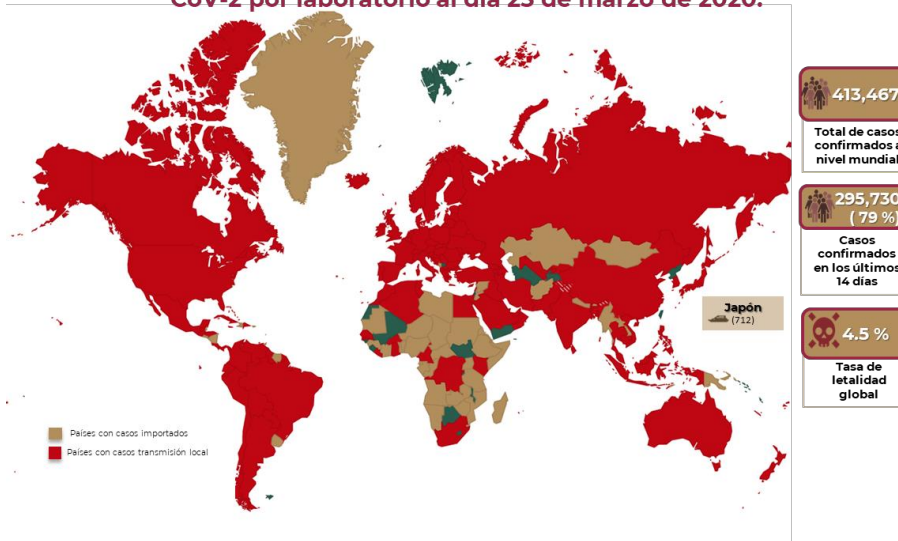 CoV-2 por laboratorio al día 25 de marzo de 2020.
413,467
Total de casos
confirmados a
nivel mundial
295,730
( 79 %)
Casos
confirmados
en los últimos
14 días
Japón
(712)
4.5 %
Tasa de
letalidad
global
Países con casos importados
Países con casos transmisión local